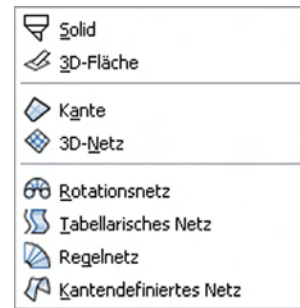 Solid
3D-Fläche
Kante
3D-Netz
Rotationsnetz
Tabellarisches Netz
Regelnetz
Kantendefiniertes Netz